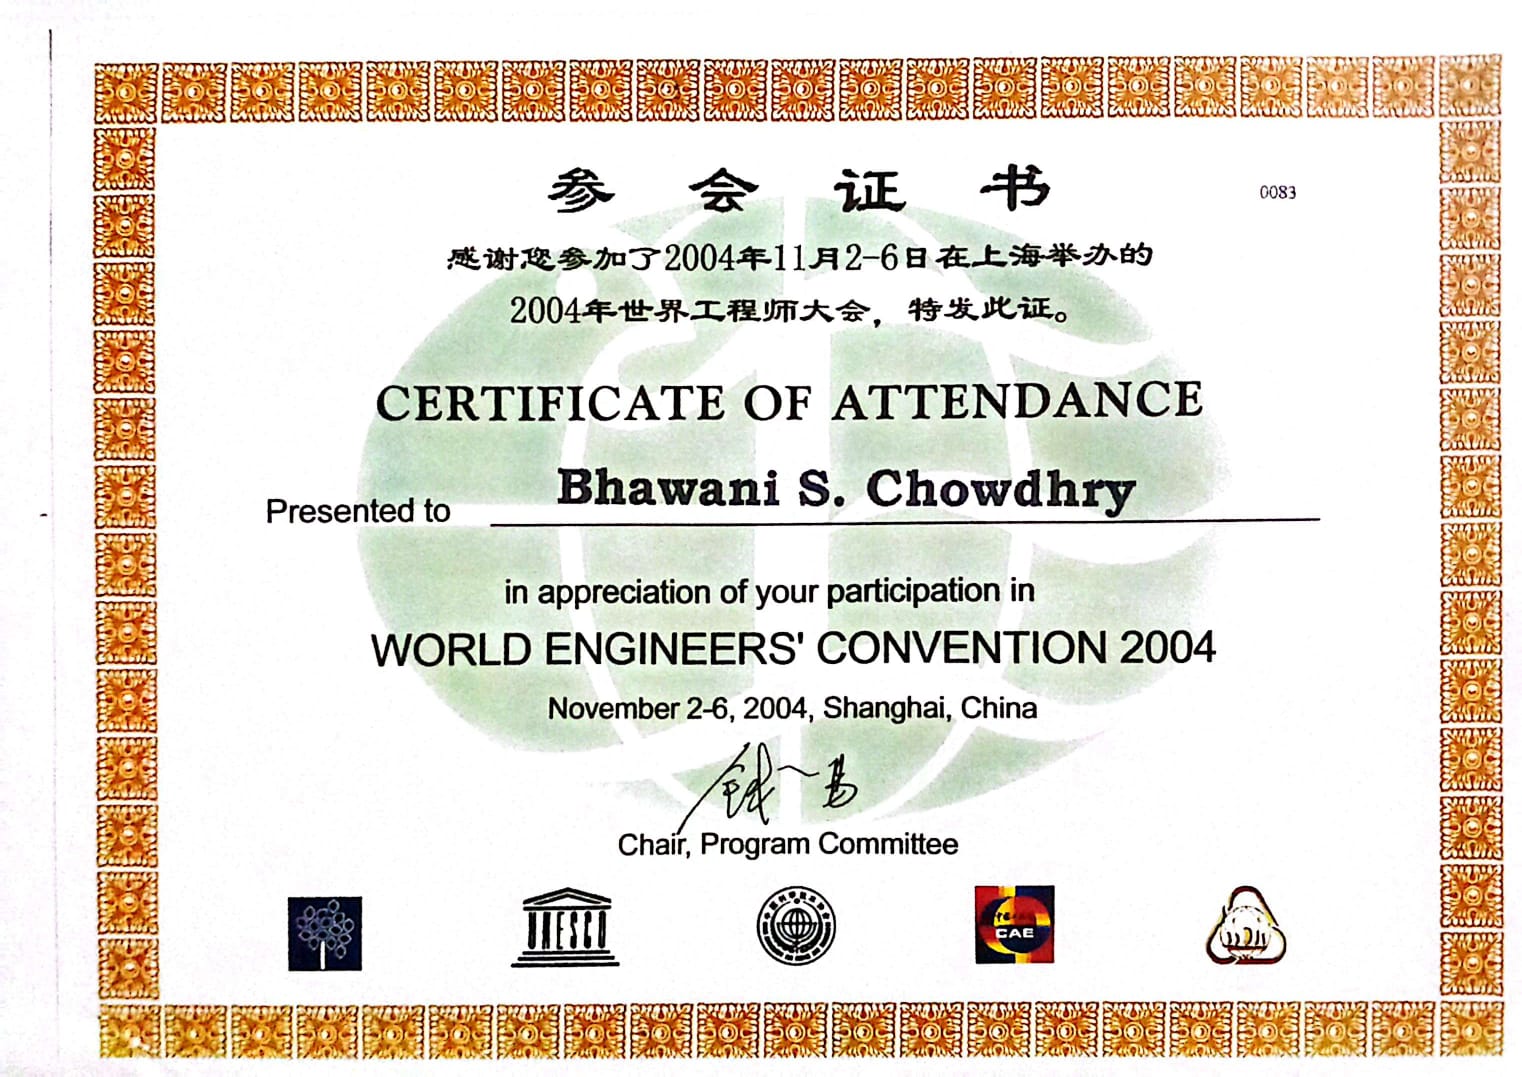 参会证书
0083
感谢您参加了2004年11月2-6日在上海举办的
2004年世界工程师大会，特发此证。
CERTIFICATE OF ATTENDANCE
Presented to Bhawani S. Chowdhry
in appreciation of your participation in
WORLD ENGINEERS' CONVENTION 2004
November 2-6, 2004, Shanghai, China
钱易
Chair, Program Committee
UNESCO
CAE